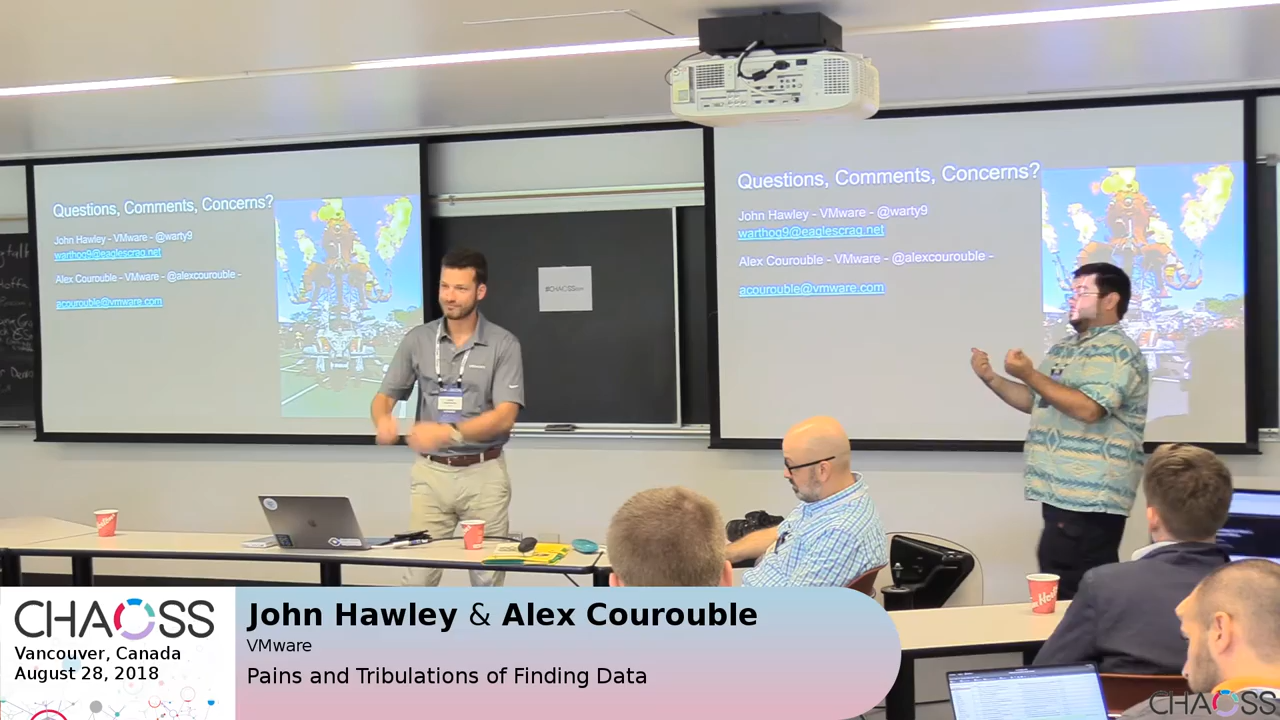 Questions, Comments, Concerns?
John Hawley - VMware - @warty9
warthog9@eaglescrag.net
Alex Courouble - VMware - @alexcourouble -
acourouble@vmware.com
#CHAOSScon
Questions, Comments, Concerns?
John Hawley - VMware - @warty9
warthog9@eaglescrag.net
Alex Courouble - VMware - @alexcourouble -
acourouble@vmware.com
CHAOSS
Vancouver, Canada
August 28, 2018
John Hawley & Alex Courouble
VMware
Pains and Tribulations of Finding Data
CHAOSS